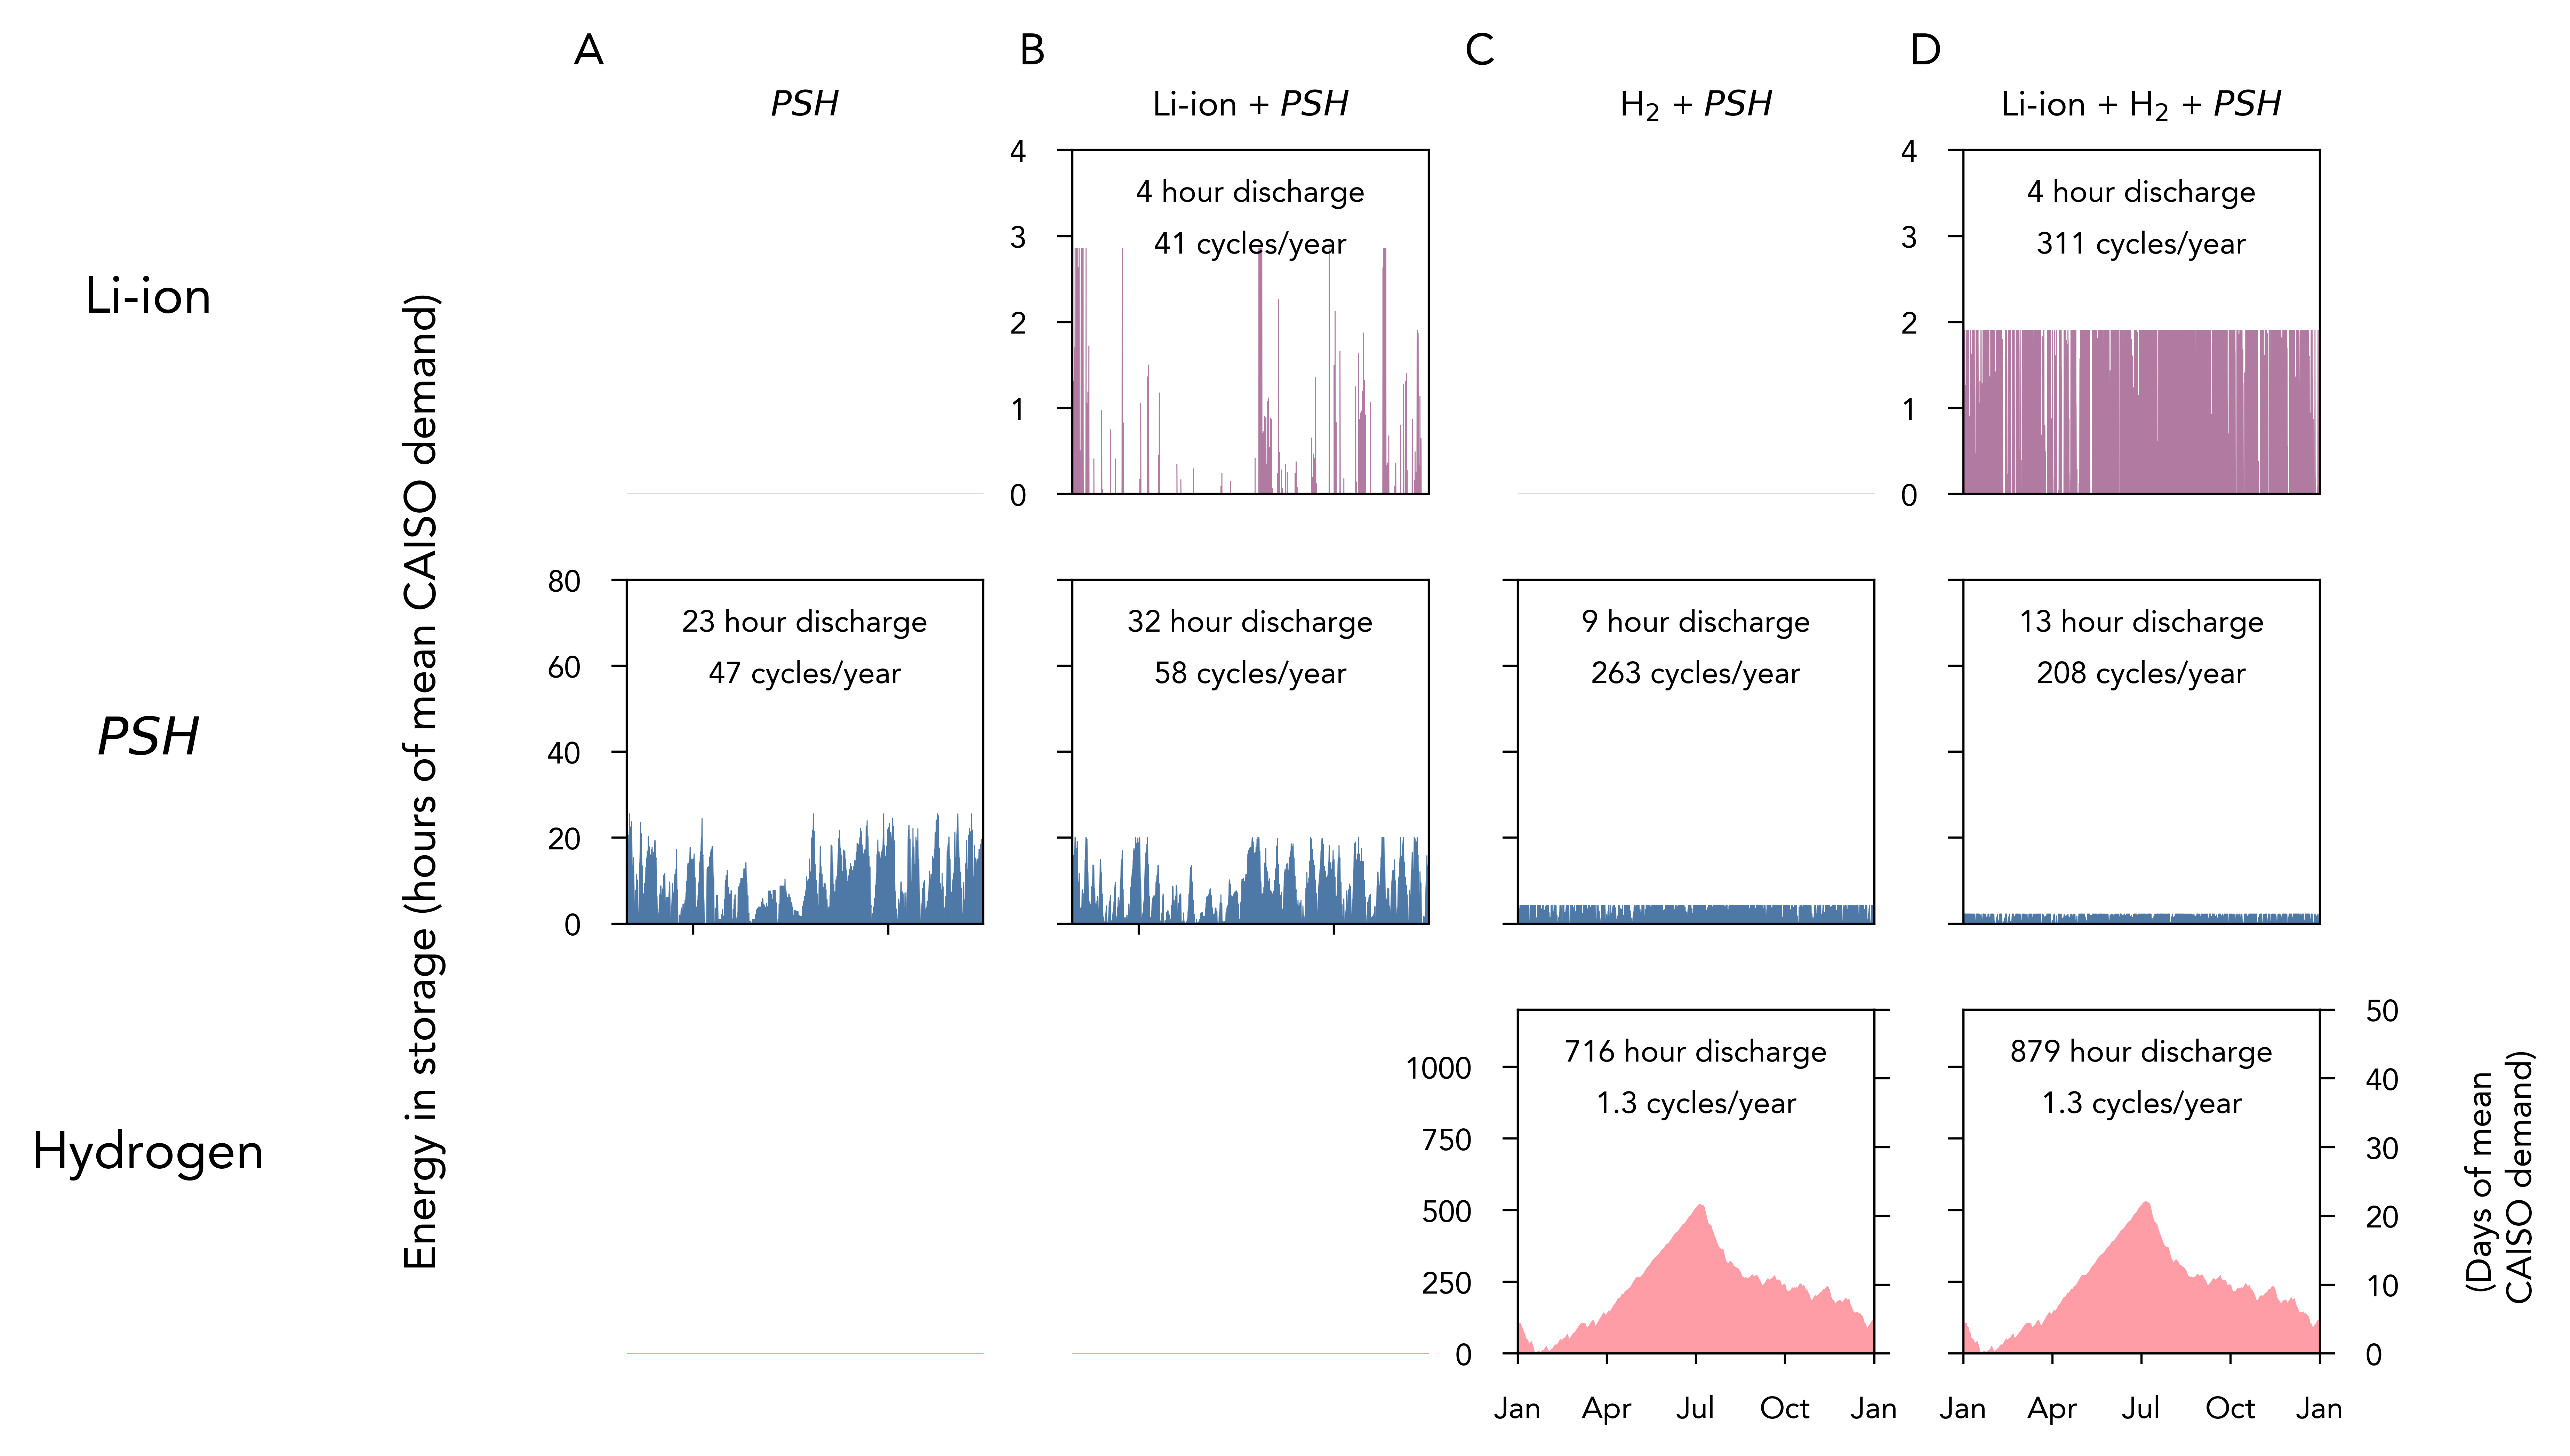 A
B
C
D
PSH
Li-ion + PSH
H₂ + PSH
Li-ion + H₂ + PSH
Li-ion
PSH
Hydrogen
Energy in storage (hours of mean CAISO demand)
4
3
2
1
0
4 hour discharge
41 cycles/year
4
3
2
1
0
4 hour discharge
311 cycles/year
80
60
40
20
0
23 hour discharge
47 cycles/year
32 hour discharge
58 cycles/year
9 hour discharge
263 cycles/year
13 hour discharge
208 cycles/year
1000
750
500
250
0
716 hour discharge
1.3 cycles/year
879 hour discharge
1.3 cycles/year
50
40
30
20
10
0
(Days of mean
CAISO demand)
Jan Apr Jul Oct Jan
Jan Apr Jul Oct Jan